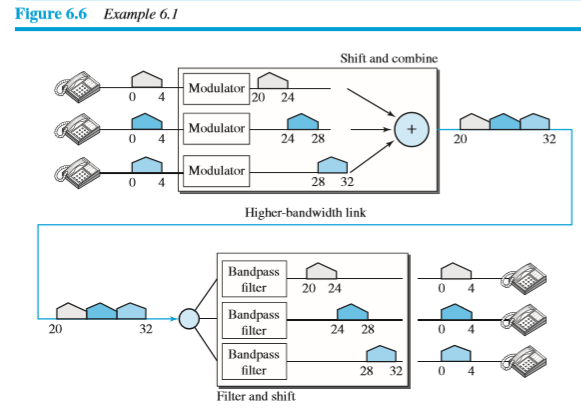 Figure 6.6 Example 6.1
Shift and combine
0 4 Modulator 20 24
0 4 Modulator 24 28
+
20 32
0 4 Modulator 28 32
Higher-bandwidth link
Bandpass
filter
20 24
0 4
20 32
Bandpass
filter
24 28
0 4
Bandpass
filter
28 32
0 4
Filter and shift